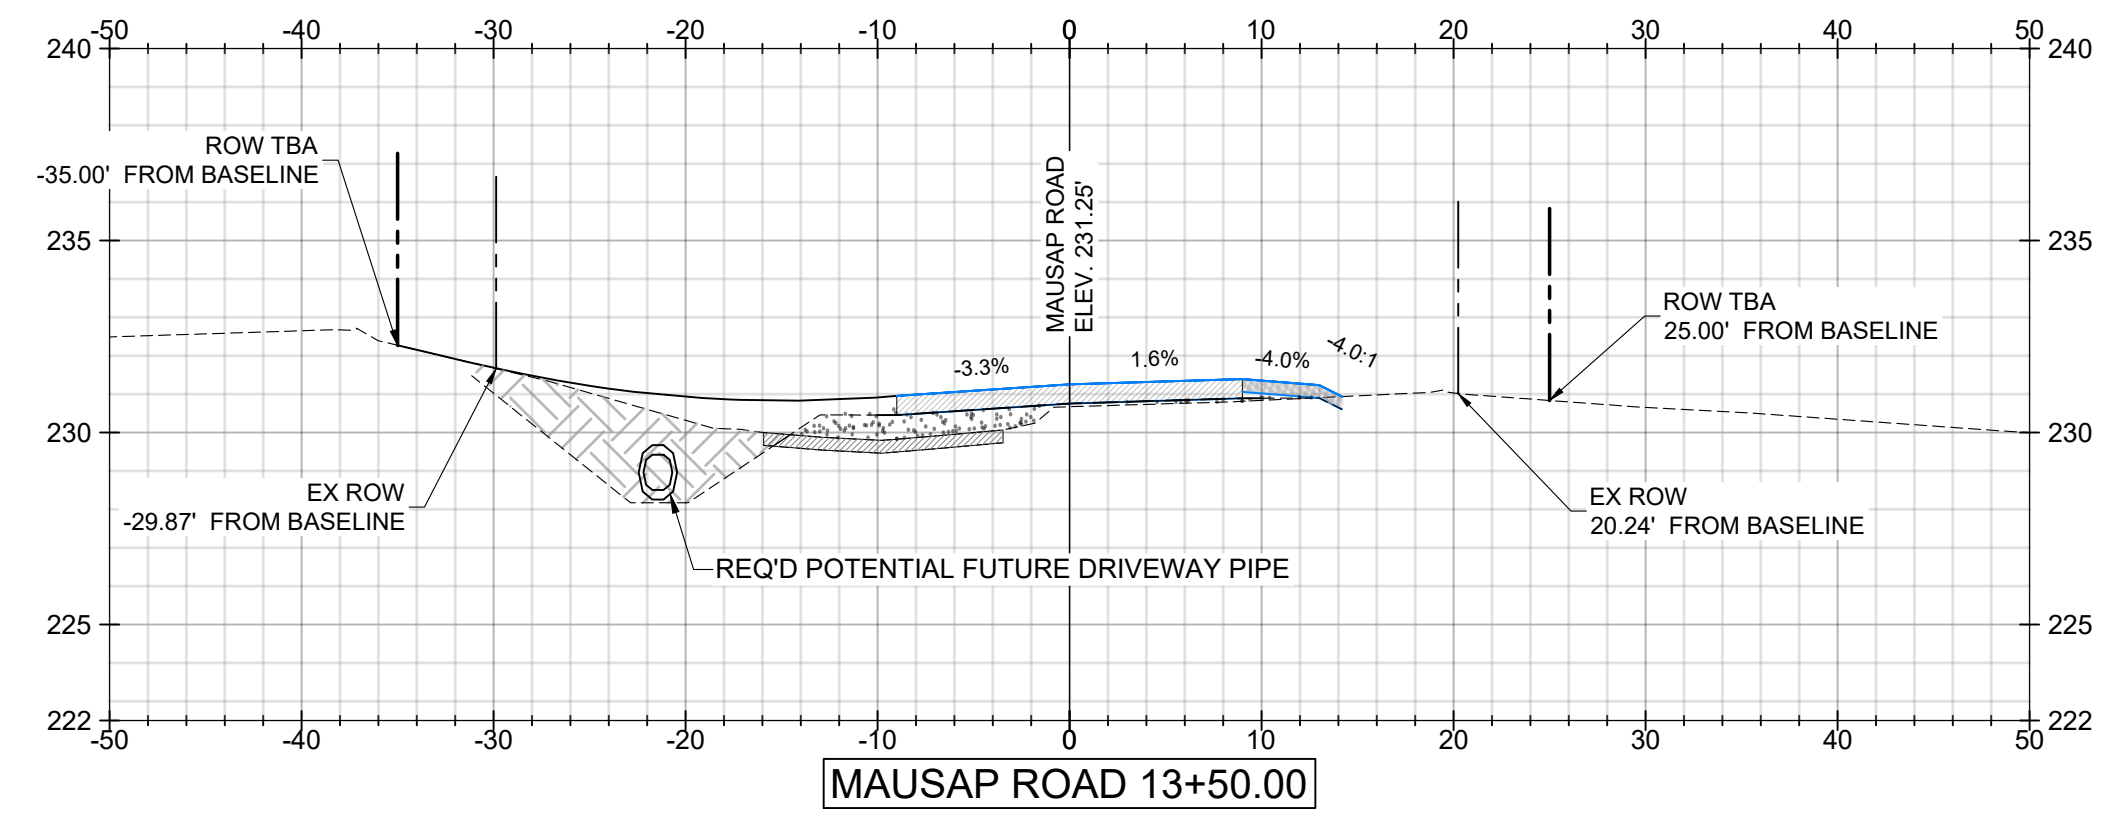 -50 -40 -30 -20 -10 0 10 20 30 40 50
240 240
ROW TBA
-35.00' FROM BASELINE
MAUSAP ROAD
ELEV. 231.25'
235 235
ROW TBA
25.00' FROM BASELINE
-3.3% 1.6% -4.0% -4.0:1
230 230
EX ROW
-29.87' FROM BASELINE
EX ROW
20.24' FROM BASELINE
REQ'D POTENTIAL FUTURE DRIVEWAY PIPE
225 225
222 222
-50 -40 -30 -20 -10 0 10 20 30 40 50
MAUSAP ROAD 13+50.00